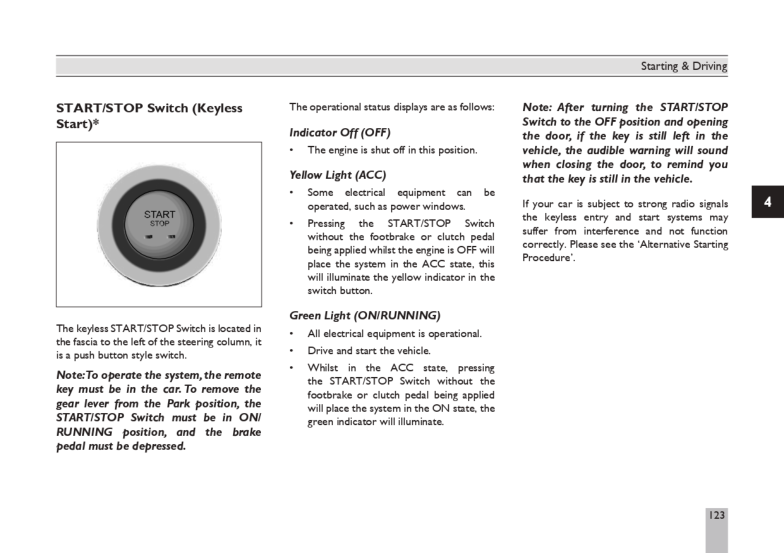 Starting & Driving
START/STOP Switch (Keyless
Start)*
START
STOP
The keyless START/STOP Switch is located in
the fascia to the left of the steering column, it
is a push button style switch.
Note:To operate the system, the remote
key must be in the car. To remove the
gear lever from the Park position, the
START/STOP Switch must be in ON/
RUNNING position, and the brake
pedal must be depressed.
The operational status displays are as follows:
Indicator Off (OFF)
• The engine is shut off in this position.
Yellow Light (ACC)
• Some electrical equipment can be
operated, such as power windows.
• Pressing the START/STOP Switch
without the footbrake or clutch pedal
being applied whilst the engine is OFF will
place the system in the ACC state, this
will illuminate the yellow indicator in the
switch button.
Green Light (ON/RUNNING)
• All electrical equipment is operational.
• Drive and start the vehicle.
• Whilst in the ACC state, pressing
the START/STOP Switch without the
footbrake or clutch pedal being applied
will place the system in the ON state, the
green indicator will illuminate.
Note: After turning the START/STOP
Switch to the OFF position and opening
the door, if the key is still left in the
vehicle, the audible warning will sound
when closing the door, to remind you
that the key is still in the vehicle.
If your car is subject to strong radio signals
the keyless entry and start systems may
suffer from interference and not function
correctly. Please see the ‘Alternative Starting
Procedure’.
4
123